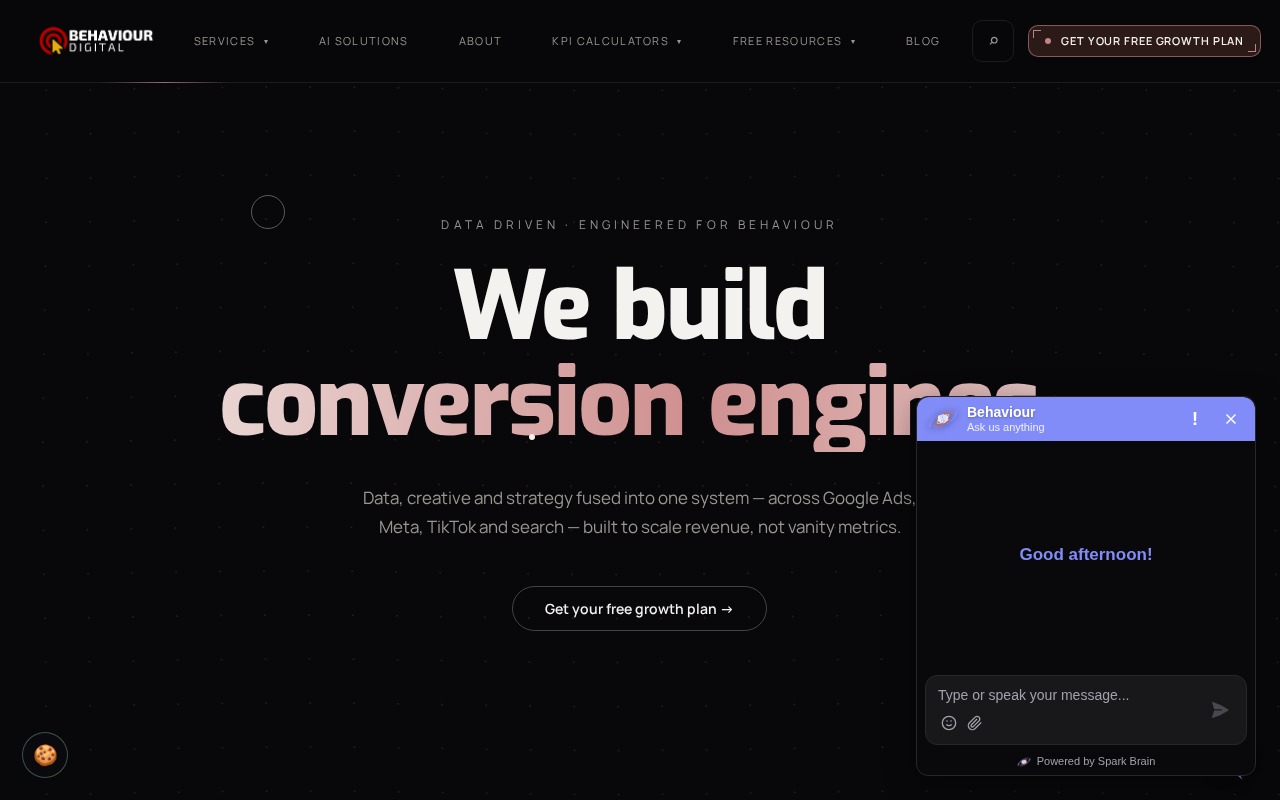 BEHAVIOUR
DIGITAL
SERVICES ▾
AI SOLUTIONS
ABOUT
KPI CALCULATORS ▾
FREE RESOURCES ▾
BLOG
GET YOUR FREE GROWTH PLAN
DATA DRIVEN · ENGINEERED FOR BEHAVIOUR
We build
conversion engines
Data, creative and strategy fused into one system — across Google Ads,
Meta, TikTok and search — built to scale revenue, not vanity metrics.
Get your free growth plan →
Behaviour
Ask us anything
Good afternoon!
Type or speak your message...
Powered by Spark Brain